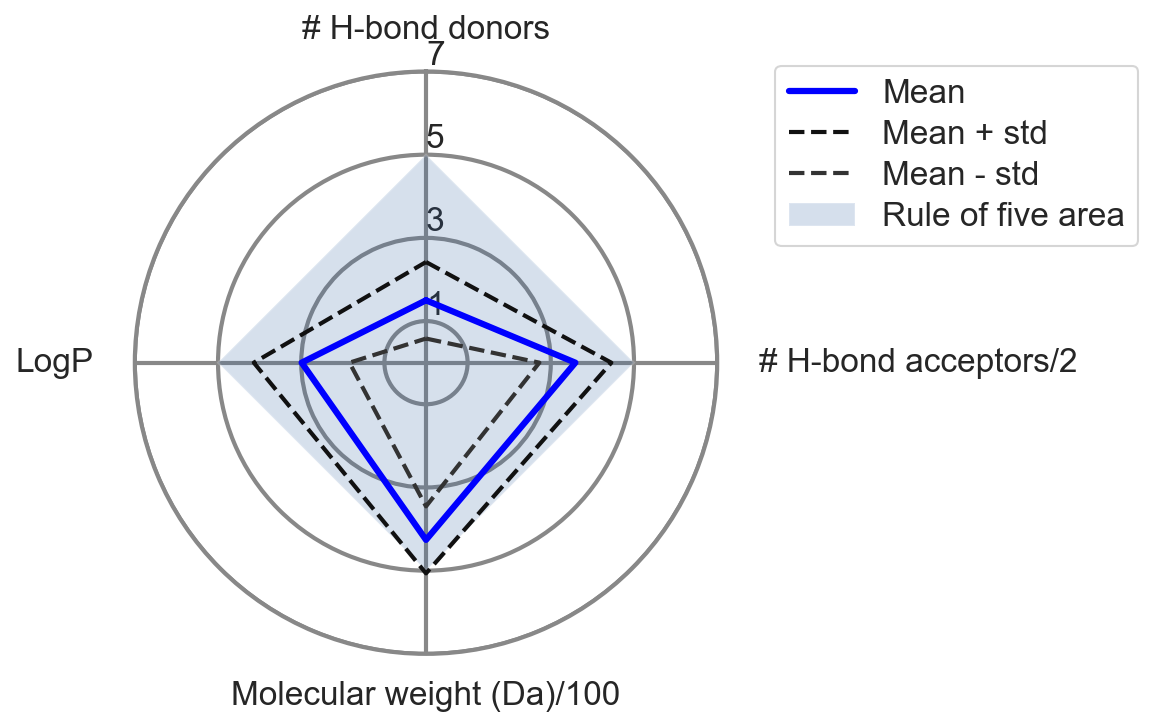 # H-bond donors
7
5
3
1
LogP
# H-bond acceptors/2
Molecular weight (Da)/100
Mean
Mean + std
Mean - std
Rule of five area